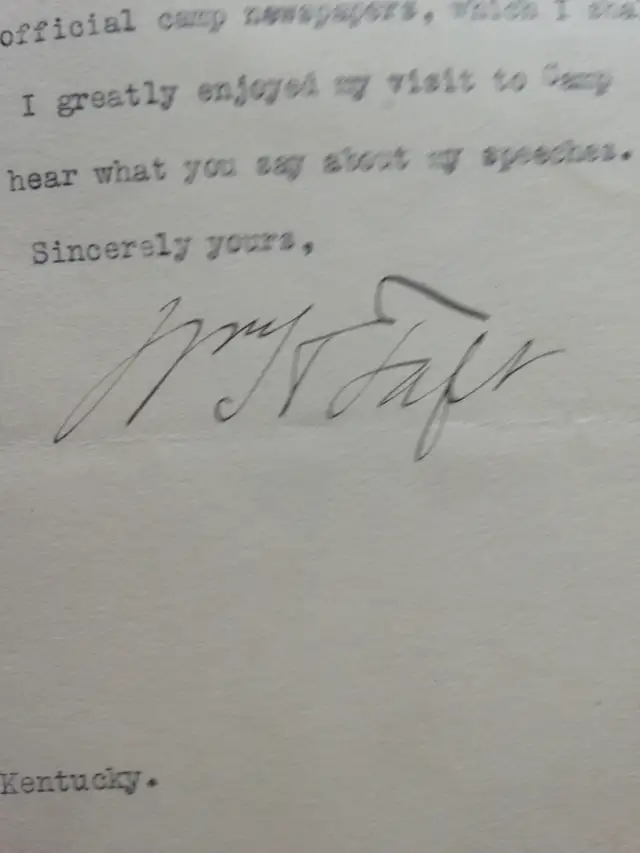 official camp newspapers, which I
I greatly enjoyed my visit to Camp
hear what you say about my speeches.
Sincerely yours,
Wm H Taft
Kentucky.